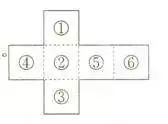 ①
④ ② ⑤ ⑥
③